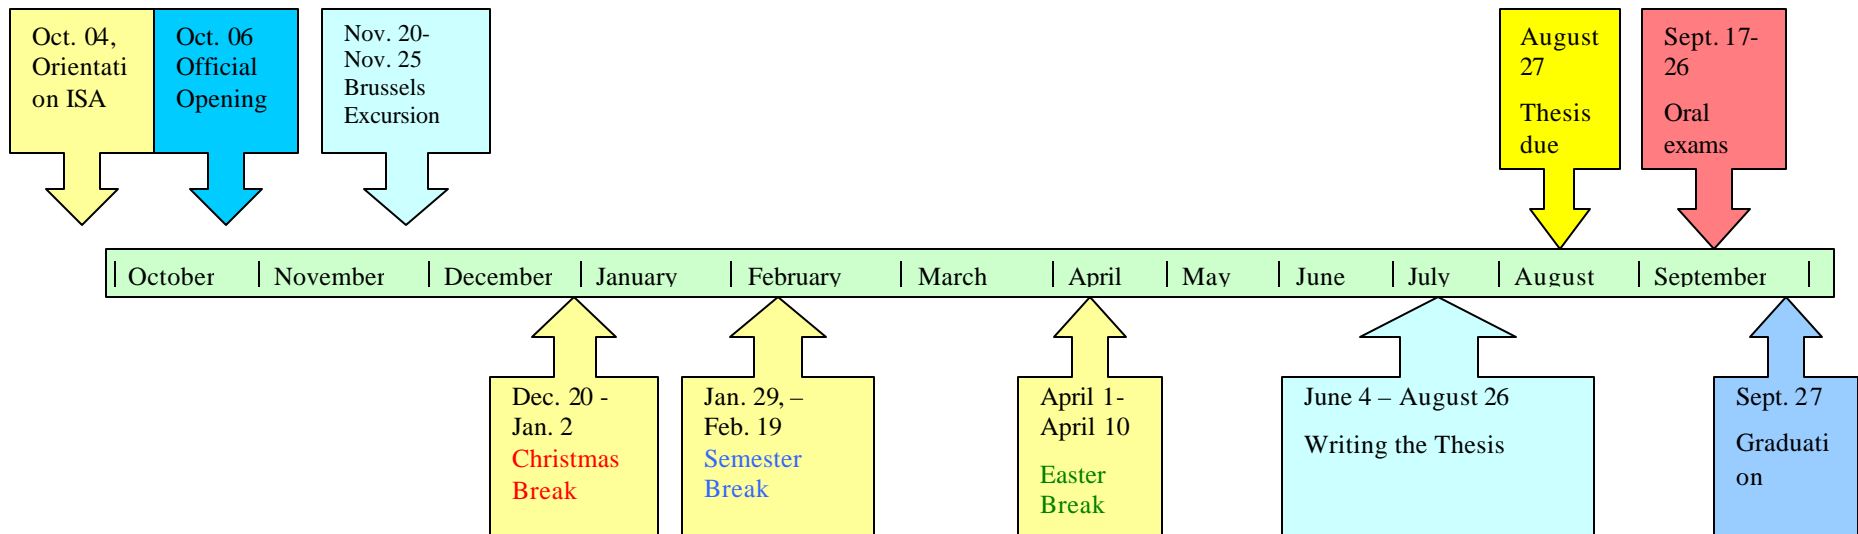 Oct. 04,
Orientati
on ISA
Oct. 06
Official
Opening
Nov. 20-
Nov. 25
Brussels
Excursion
August
27
Thesis
due
Sept. 17-
26
Oral
exams
October November December January February March April May June July August September
Dec. 20 -
Jan. 2
Christmas
Break
Jan. 29, –
Feb. 19
Semester
Break
April 1-
April 10
Easter
Break
June 4 – August 26
Writing the Thesis
Sept. 27
Graduati
on